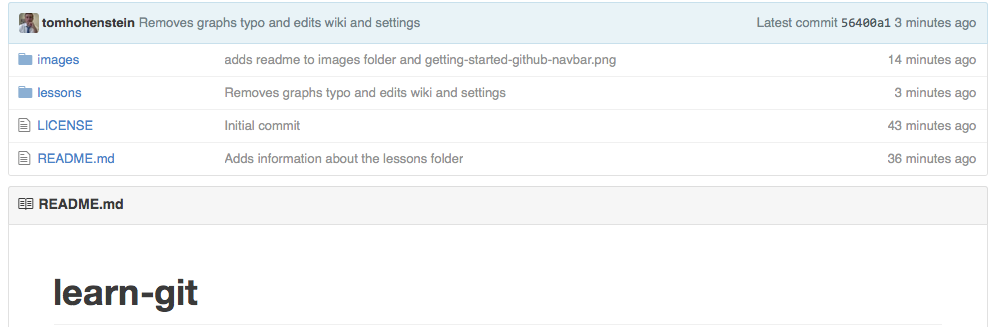 tomhohenstein Removes graphs typo and edits wiki and settings Latest commit 56400a1 3 minutes ago
images adds readme to images folder and getting-started-github-navbar.png 14 minutes ago
lessons Removes graphs typo and edits wiki and settings 3 minutes ago
LICENSE Initial commit 43 minutes ago
README.md Adds information about the lessons folder 36 minutes ago
README.md
learn-git